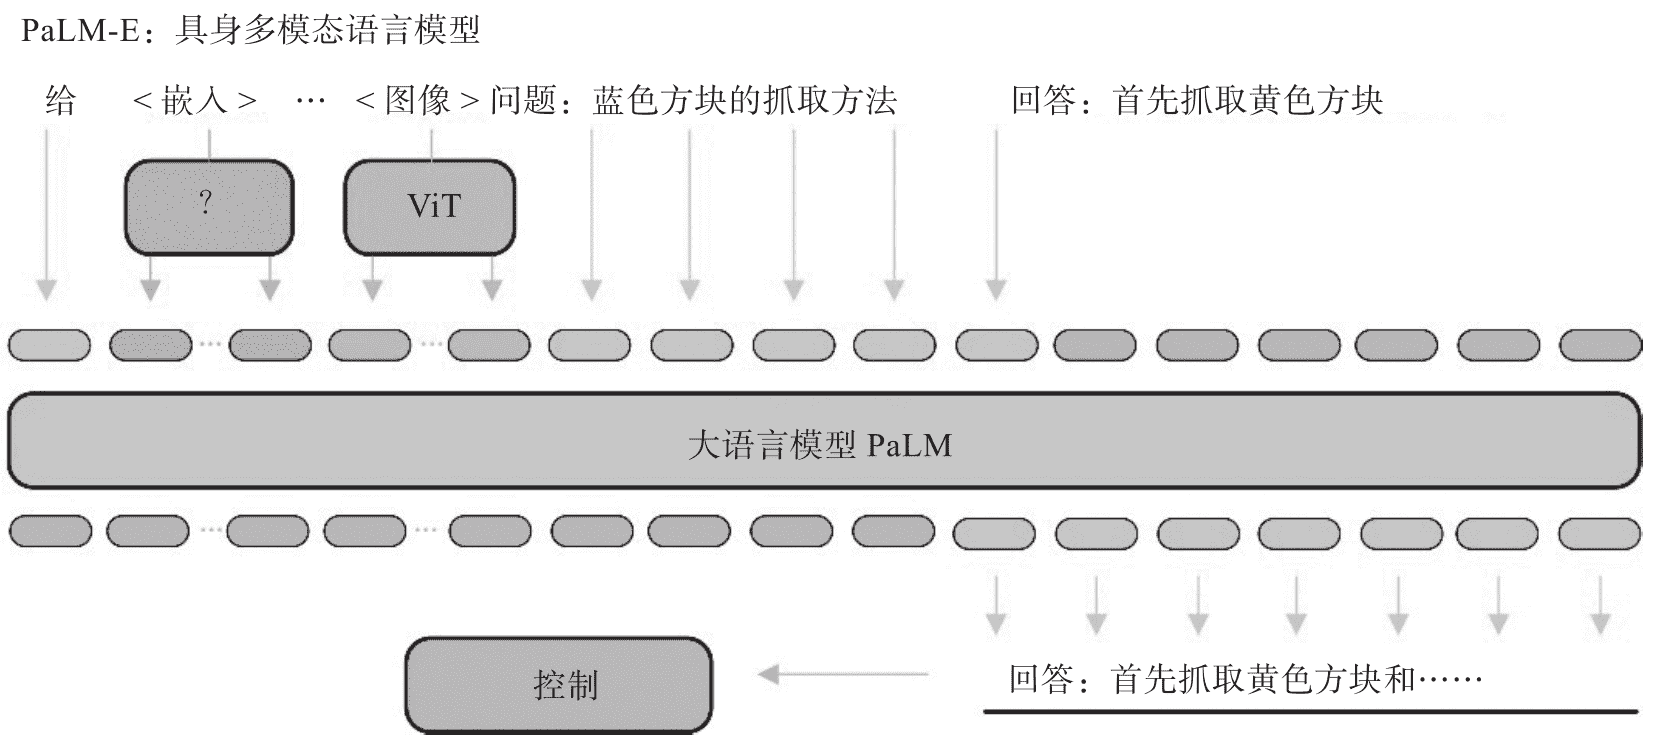 PaLM-E：具身多模态语言模型
给 <嵌入> … <图像>问题：蓝色方块的抓取方法 回答：首先抓取黄色方块
? ViT
… …
大语言模型 PaLM
… …
控制 回答：首先抓取黄色方块和……